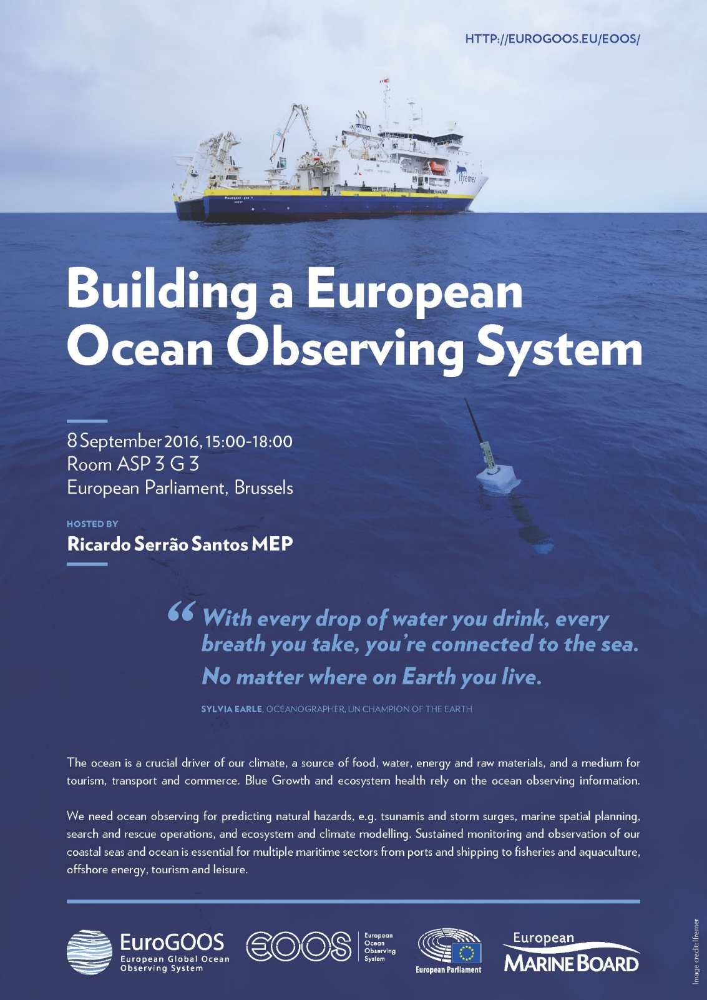 HTTP://EUROGOOS.EU/EOOS/
ifremer
Pourquoi pas ?
BREST
Building a European
Ocean Observing System
8 September 2016, 15:00-18:00
Room ASP 3 G 3
European Parliament, Brussels
HOSTED BY
Ricardo Serrão Santos MEP
“ With every drop of water you drink, every
breath you take, you’re connected to the sea.
No matter where on Earth you live.
SYLVIA EARLE, OCEANOGRAPHER, UN CHAMPION OF THE EARTH
The ocean is a crucial driver of our climate, a source of food, water, energy and raw materials, and a medium for
tourism, transport and commerce. Blue Growth and ecosystem health rely on the ocean observing information.
We need ocean observing for predicting natural hazards, e.g. tsunamis and storm surges, marine spatial planning,
search and rescue operations, and ecosystem and climate modelling. Sustained monitoring and observation of our
coastal seas and ocean is essential for multiple maritime sectors from ports and shipping to fisheries and aquaculture,
offshore energy, tourism and leisure.
EuroGOOS
European Global Ocean
Observing System
EOOS
European
Ocean
Observing
System
European Parliament
European
MARINE BOARD
Image credit: Ifremer